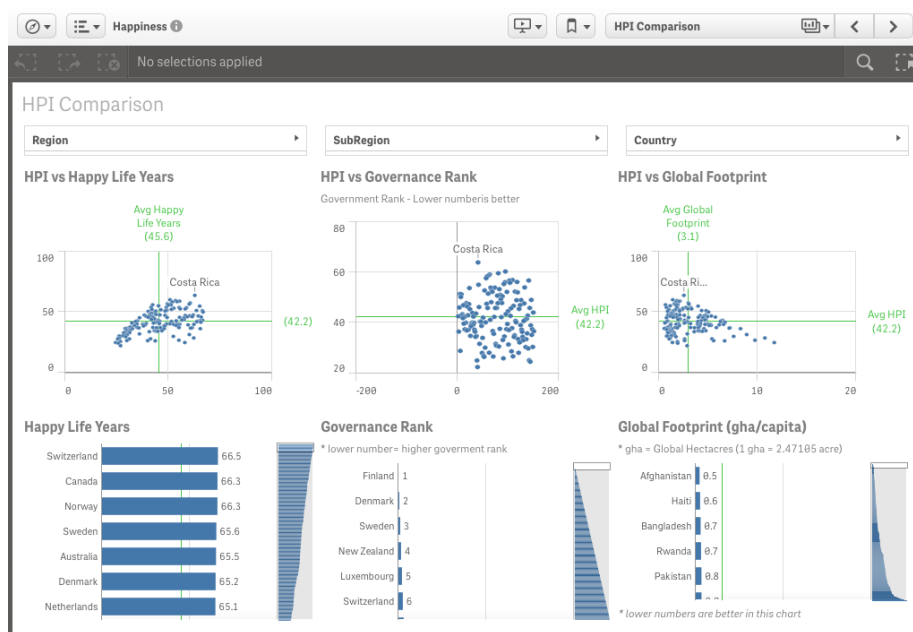 Happiness
HPI Comparison
No selections applied
HPI Comparison
Region
SubRegion
Country
HPI vs Happy Life Years
Avg Happy
Life Years
(45.6)
100
50
0
Costa Rica
(42.2)
0
50
100
HPI vs Governance Rank
Government Rank - Lower numberis better
80
60
40
20
Costa Rica
Avg HPI
(42.2)
-200
0
200
HPI vs Global Footprint
Avg Global
Footprint
(3.1)
100
50
0
Costa Ri...
Avg HPI
(42.2)
0
10
20
Happy Life Years
Switzerland 66.5
Canada 66.3
Norway 66.3
Sweden 65.6
Australia 65.5
Denmark 65.2
Netherlands 65.1
Governance Rank
* lower number= higher goverment rank
Finland 1
Denmark 2
Sweden 3
New Zealand 4
Luxembourg 5
Switzerland 6
Global Footprint (gha/capita)
* gha = Global Hectacres (1 gha = 2.47105 acre)
Afghanistan 0.5
Haiti 0.6
Bangladesh 0.7
Rwanda 0.7
Pakistan 0.8
* lower numbers are better in this chart